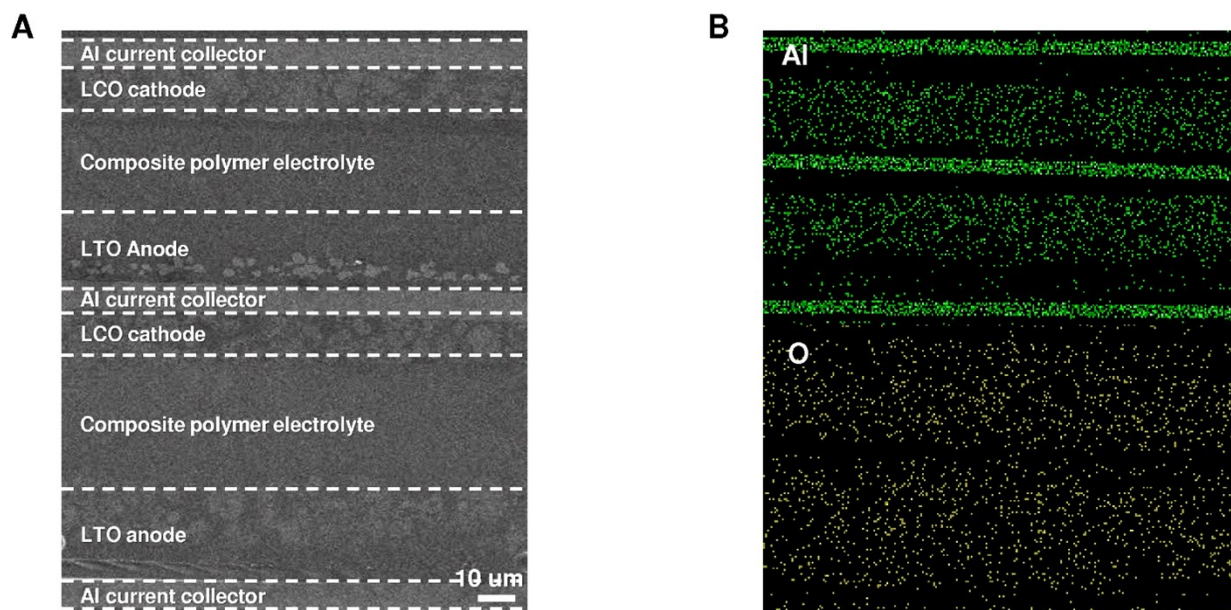 A
Al current collector
LCO cathode
Composite polymer electrolyte
LTO Anode
Al current collector
LCO cathode
Composite polymer electrolyte
LTO anode
10 um
Al current collector
B
Al
O